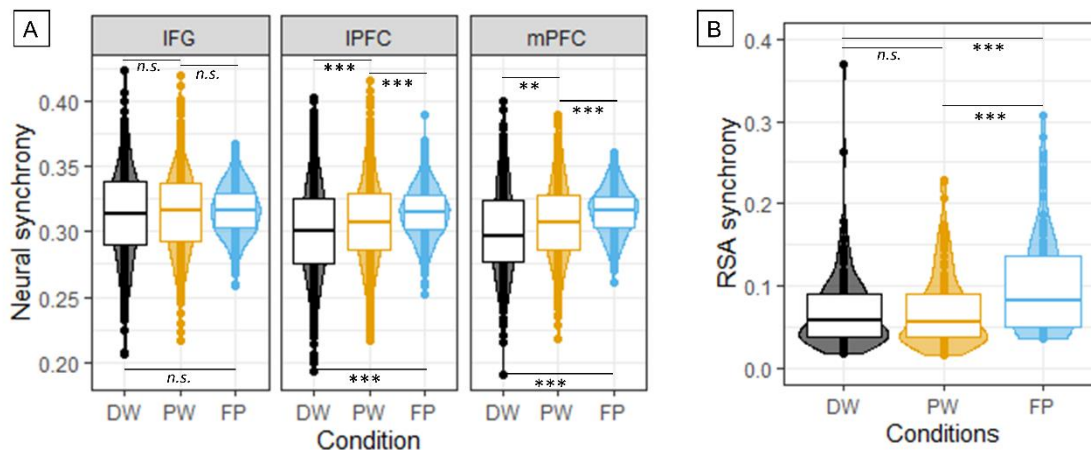 A
IFG lPFC mPFC
n.s. n.s. *** *** ** ***
Neural synchrony
0.40
0.35
0.30
0.25
0.20
n.s. *** ***
DW PW FP DW PW FP DW PW FP
Condition
B
n.s. ***
***
RSA synchrony
0.4
0.3
0.2
0.1
0.0
DW PW FP
Conditions